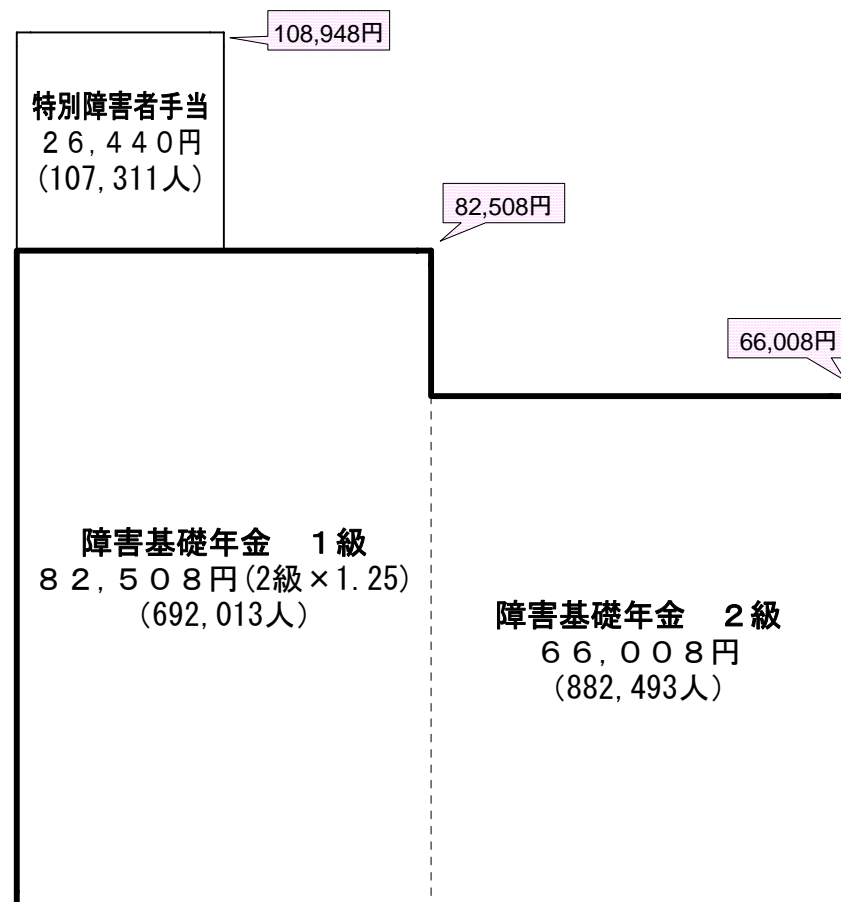 108,948円
特別障害者手当
２６,４４０円
(107,311人)
82,508円
66,008円
障害基礎年金　１級
８２,５０８円(2級×1.25)
(692,013人)
障害基礎年金　２級
６６,００８円
(882,493人)